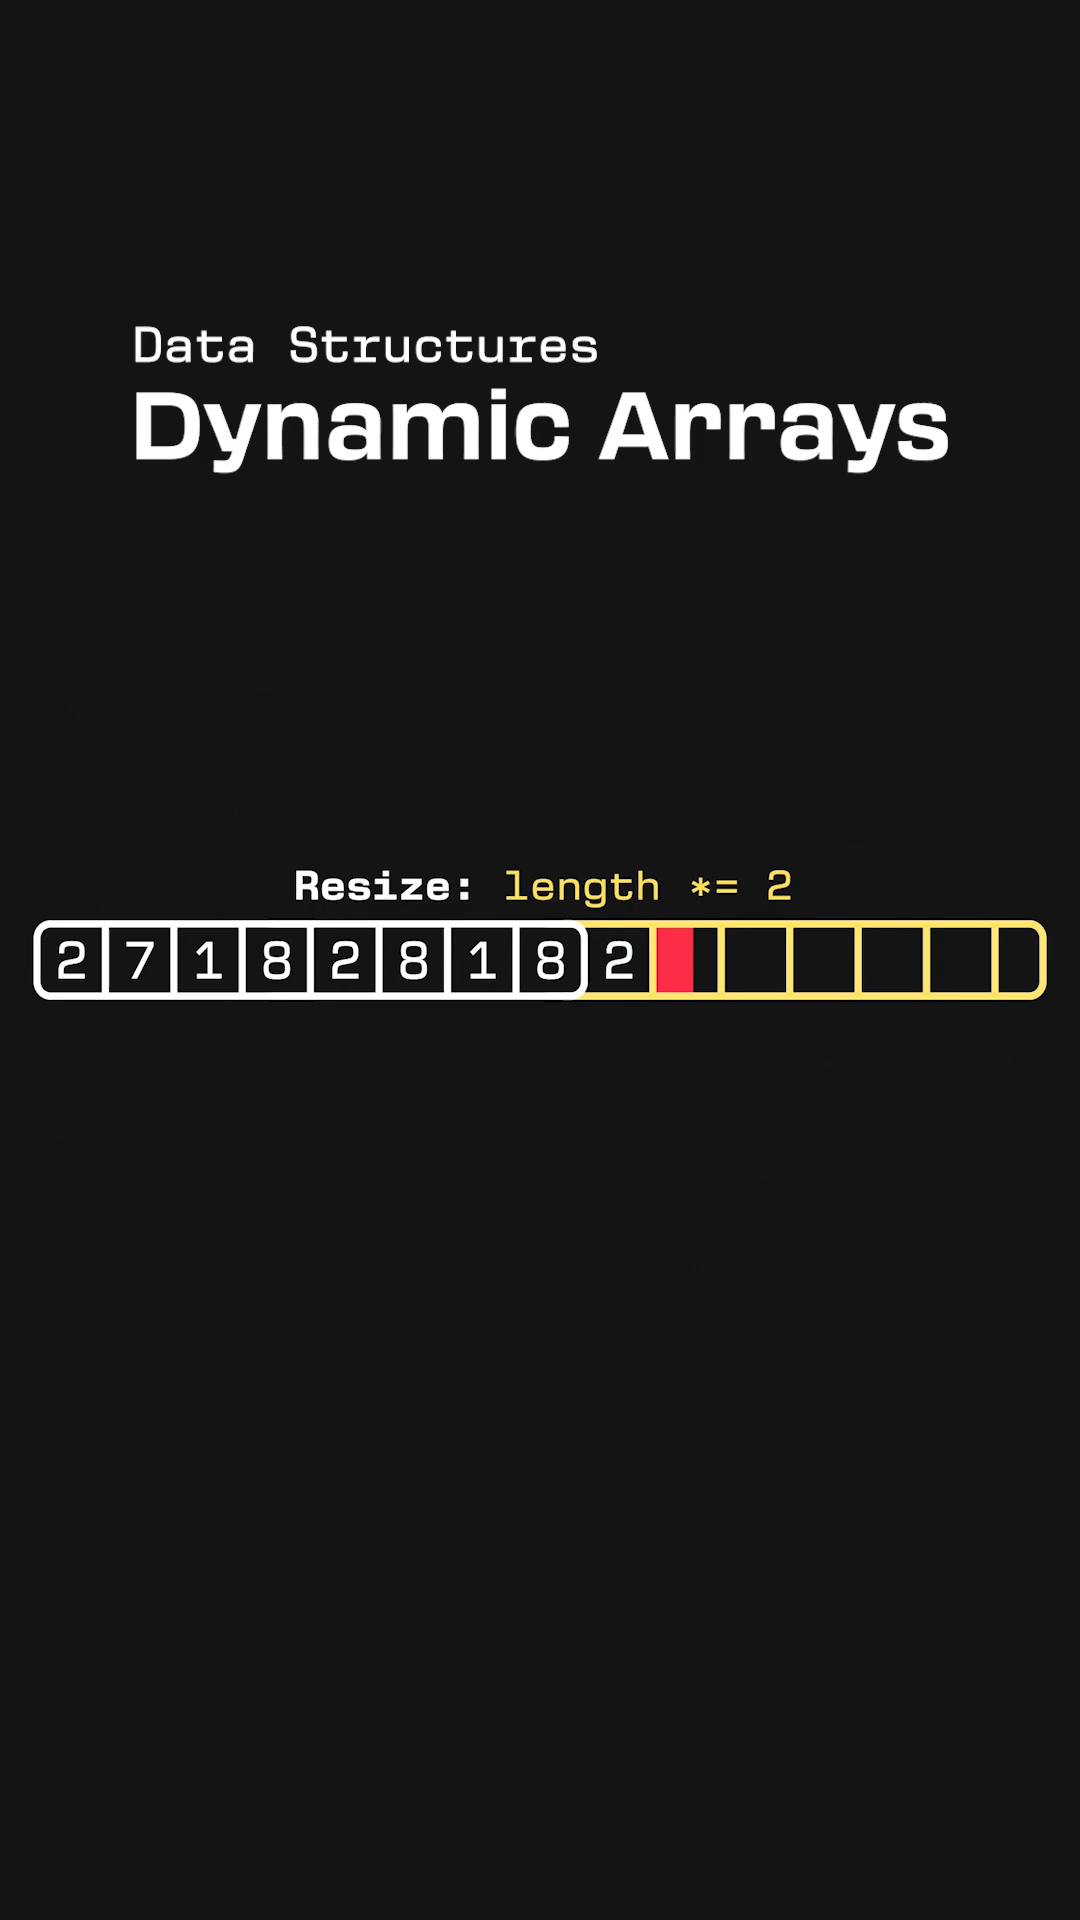 Data Structures
Dynamic Arrays
Resize: length *= 2
2 7 1 8 2 8 1 8 2